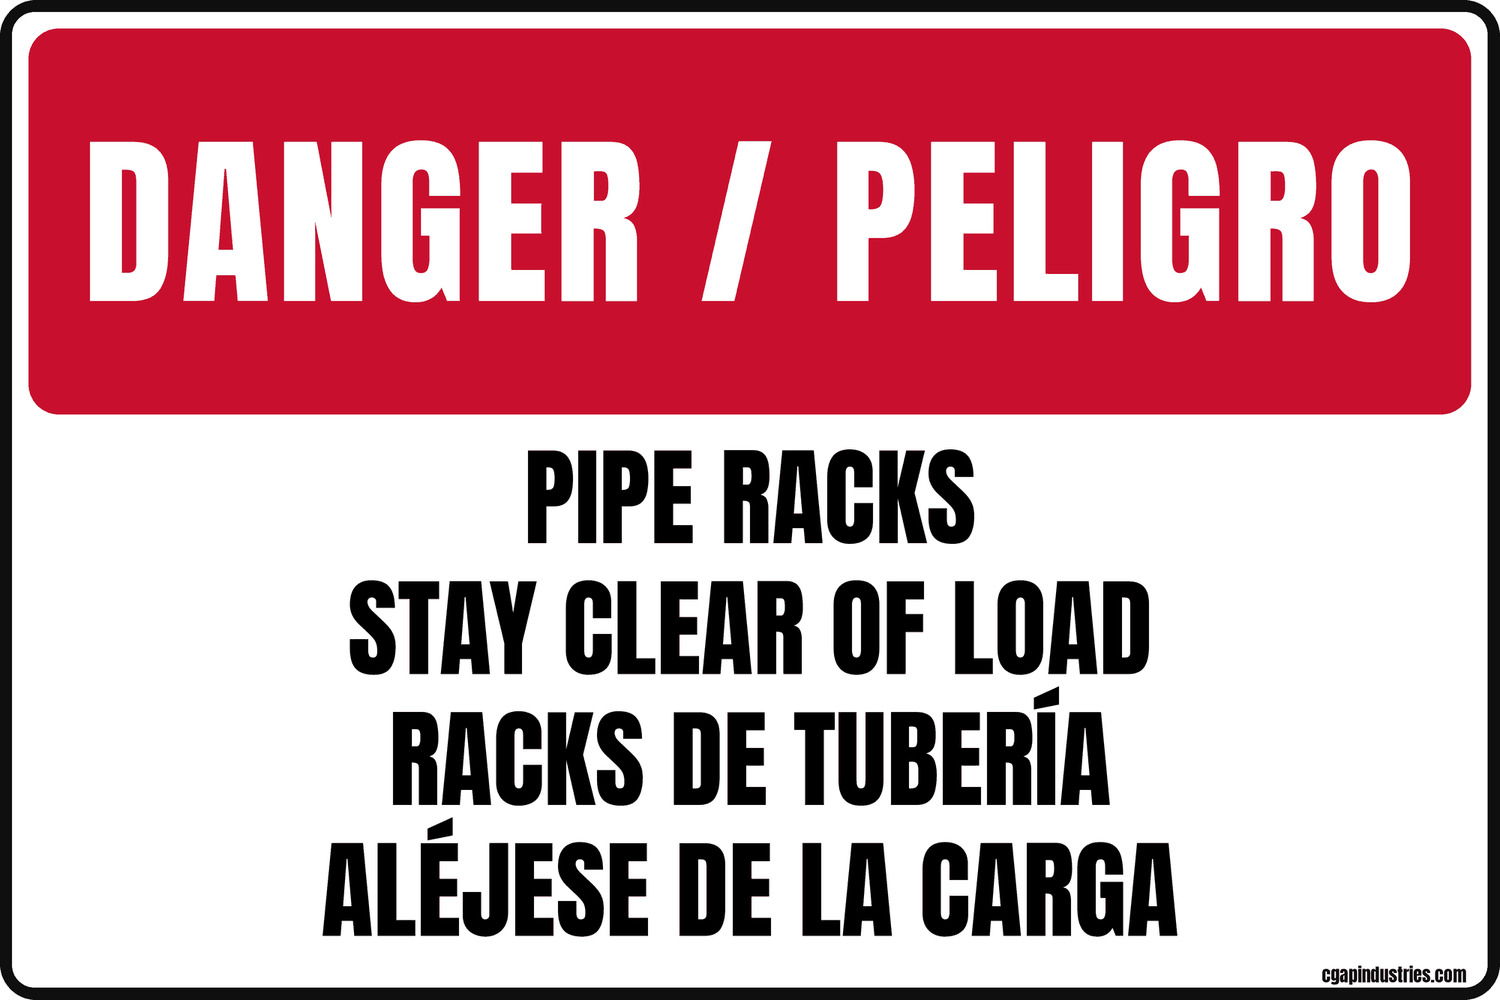 DANGER / PELIGRO
PIPE RACKS
STAY CLEAR OF LOAD
RACKS DE TUBERÍA
ALÉJESE DE LA CARGA
cgapindustries.com